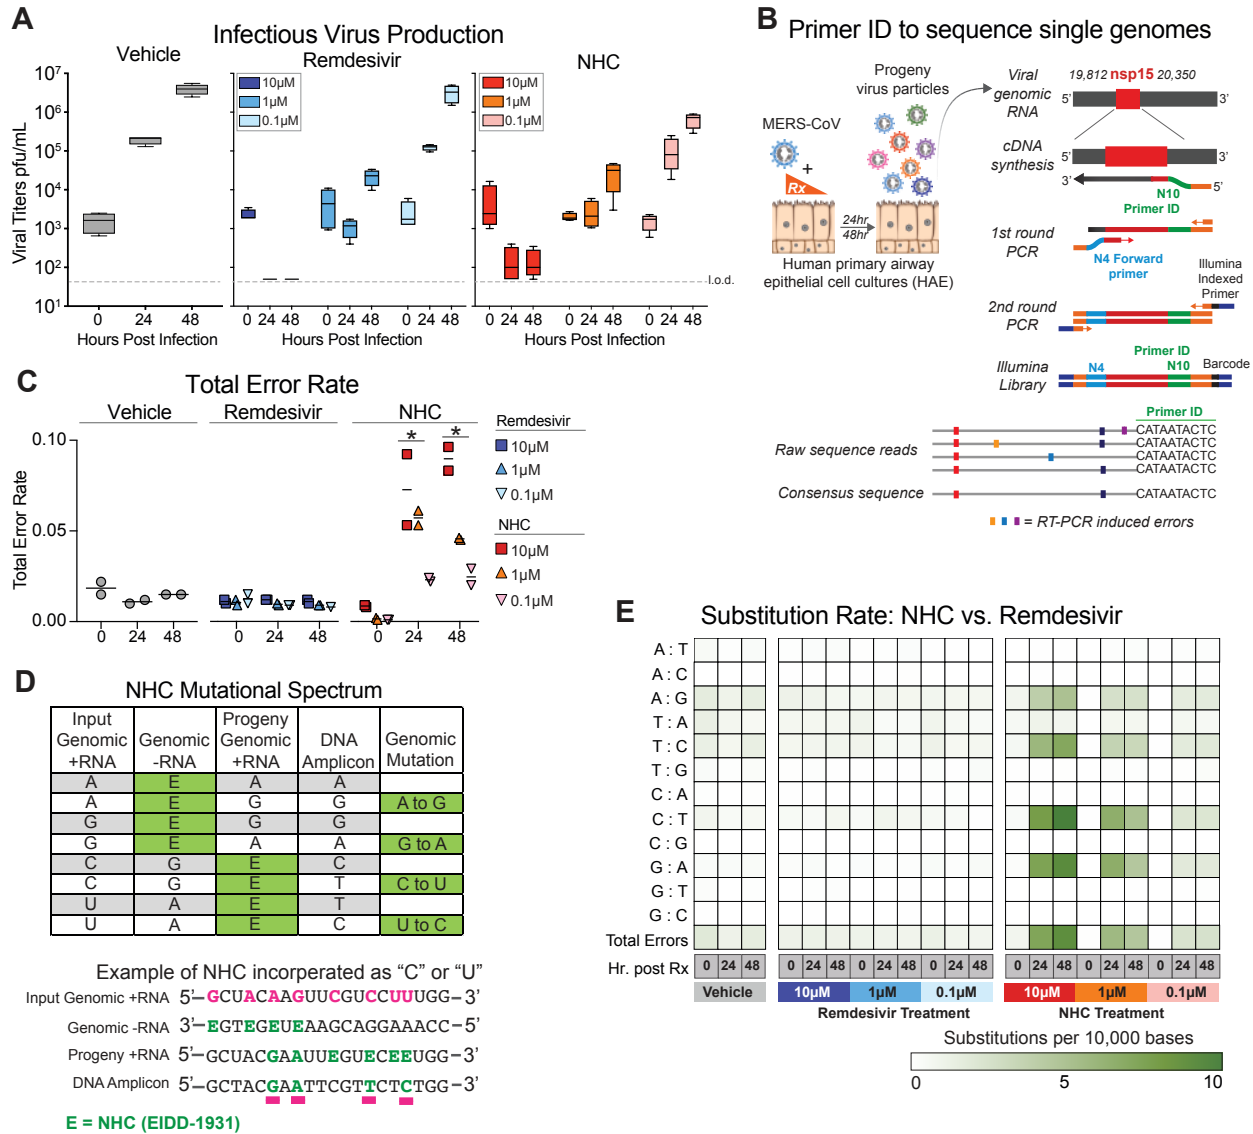 A
Infectious Virus Production
Vehicle
Remdesivir
NHC
Viral Titers pfu/mL
10⁷
10⁶
10⁵
10⁴
10³
10²
10¹
10µM
1µM
0.1µM
10µM
1µM
0.1µM
l.o.d.
0 24 48
0 24 48 0 24 48 0 24 48
0 24 48 0 24 48 0 24 48
Hours Post Infection
Hours Post Infection
Hours Post Infection
B
Primer ID to sequence single genomes
Progeny
virus particles
MERS-CoV
+
Rx
24hr
48hr
Human primary airway
epithelial cell cultures (HAE)
Viral
genomic
RNA
19,812 nsp15 20,350
5’ 3’
cDNA
synthesis
5’ 3’
3’ 5’
N10
Primer ID
1st round
PCR
N4 Forward
primer
Illumina
Indexed
Primer
2nd round
PCR
Illumina
Library
N4
Primer ID
N10
Barcode
Primer ID
Raw sequence reads
CATAATACTC
CATAATACTC
CATAATACTC
CATAATACTC
Consensus sequence
CATAATACTC
= RT-PCR induced errors
C
Total Error Rate
Vehicle
Remdesivir
NHC
Total Error Rate
0.10
0.05
0.00
* *
0 24 48
0 24 48
0 24 48
Remdesivir
10µM
1µM
0.1µM
NHC
10µM
1µM
0.1µM
D
NHC Mutational Spectrum
Input Genomic +RNA Genomic -RNA Progeny Genomic +RNA DNA Amplicon Genomic Mutation
A E A A
A E G G A to G
G E G G
G E A A G to A
C G E C
C G E T C to U
U A E T
U A E C U to C
Example of NHC incorperated as “C” or “U”
Input Genomic +RNA 5’–GCUACAAGUUCGUCCUUUGG–3’
Genomic -RNA 3’–EGTEGEUEAAGCAGGAAACC–5’
Progeny +RNA 5’–GCUACGAAUUEGUECEEUGG–3’
DNA Amplicon 5’–GCTACGAATTCGTTCTCTGG–3’
E = NHC (EIDD-1931)
E
Substitution Rate: NHC vs. Remdesivir
A : T
A : C
A : G
T : A
T : C
T : G
C : A
C : T
C : G
G : A
G : T
G : C
Total Errors
Hr. post Rx 0 24 48 0 24 48 0 24 48 0 24 48 0 24 48 0 24 48 0 24 48
Vehicle 10µM 1µM 0.1µM 10µM 1µM 0.1µM
Remdesivir Treatment NHC Treatment
Substitutions per 10,000 bases
0 5 10